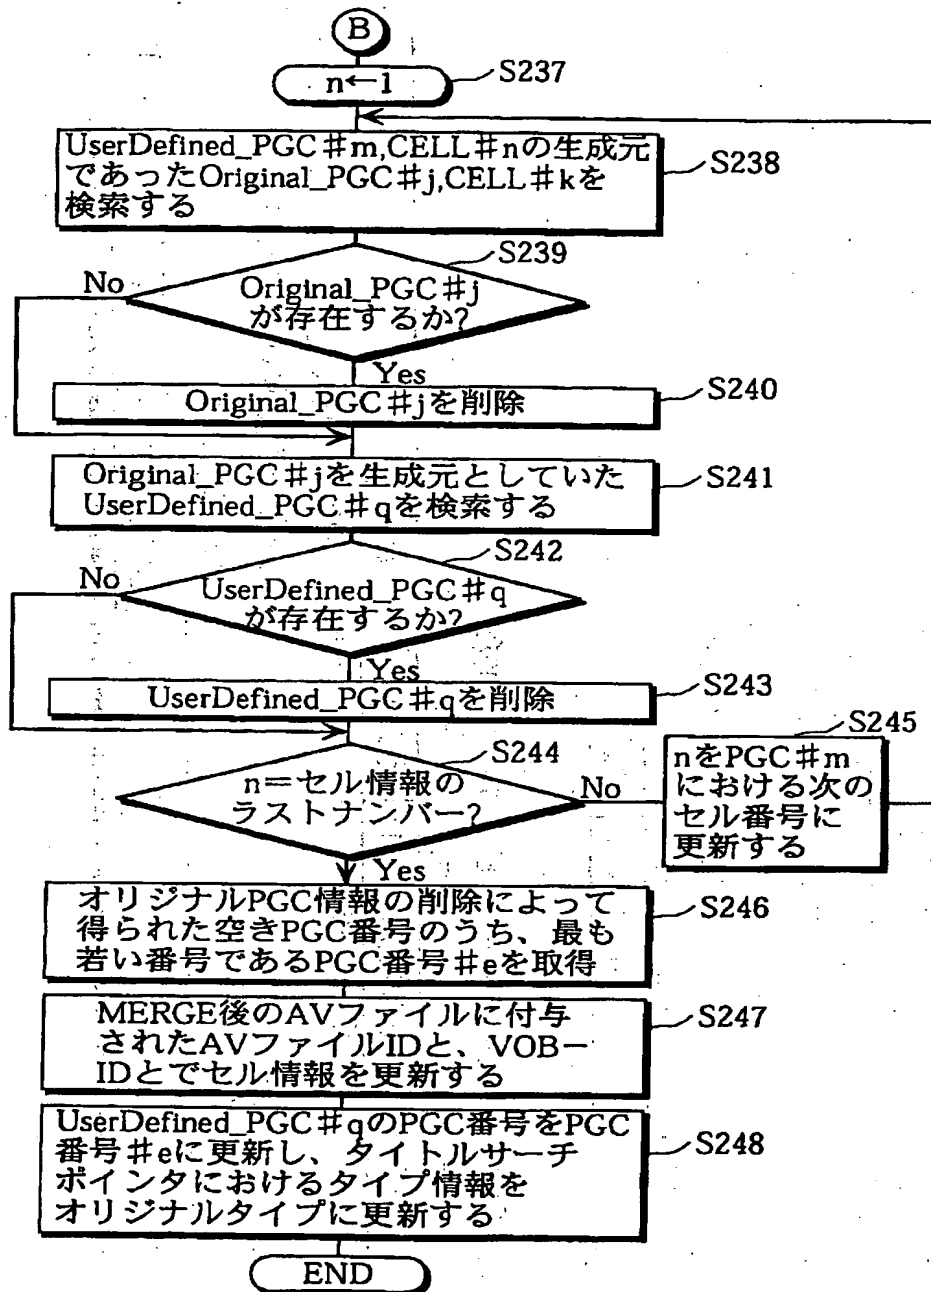 B
n←1
S237
UserDefined_PGC♯m,CELL♯nの生成元
であったOriginal_PGC♯j,CELL♯kを
検索する
S238
S239
No
Original_PGC♯j
が存在するか?
Yes
Original_PGC♯jを削除
S240
Original_PGC♯jを生成元としていた
UserDefined_PGC♯qを検索する
S241
S242
No
UserDefined_PGC♯q
が存在するか?
Yes
UserDefined_PGC♯qを削除
S243
S244
n=セル情報の
ラストナンバー?
No
S245
nをPGC♯m
における次の
セル番号に
更新する
Yes
オリジナルPGC情報の削除によって
得られた空きPGC番号のうち、最も
若い番号であるPGC番号♯eを取得
S246
MERGE後のAVファイルに付与
されたAVファイルIDと、VOB−
IDとでセル情報を更新する
S247
UserDefined_PGC♯qのPGC番号をPGC
番号♯eに更新し、タイトルサーチ
ポインタにおけるタイプ情報を
オリジナルタイプに更新する
S248
END